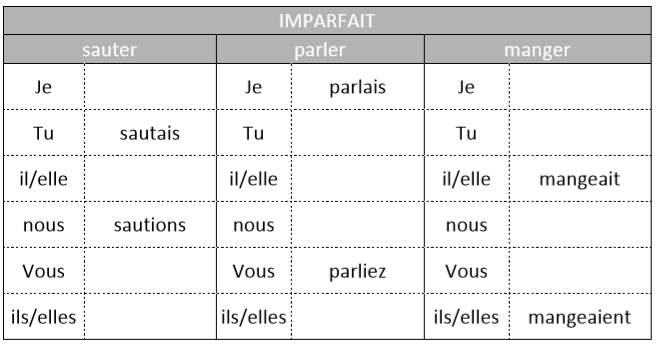 IMPARFAIT
sauter parler manger
Je Je parlais Je
Tu sautais Tu Tu
il/elle il/elle il/elle mangeait
nous sautions nous nous
Vous Vous parliez Vous
ils/elles ils/elles ils/elles mangeaient